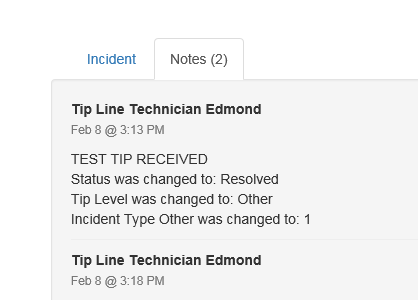 Incident
Notes (2)
Tip Line Technician Edmond
Feb 8 @ 3:13 PM
TEST TIP RECEIVED
Status was changed to: Resolved
Tip Level was changed to: Other
Incident Type Other was changed to: 1
Tip Line Technician Edmond
Feb 8 @ 3:18 PM